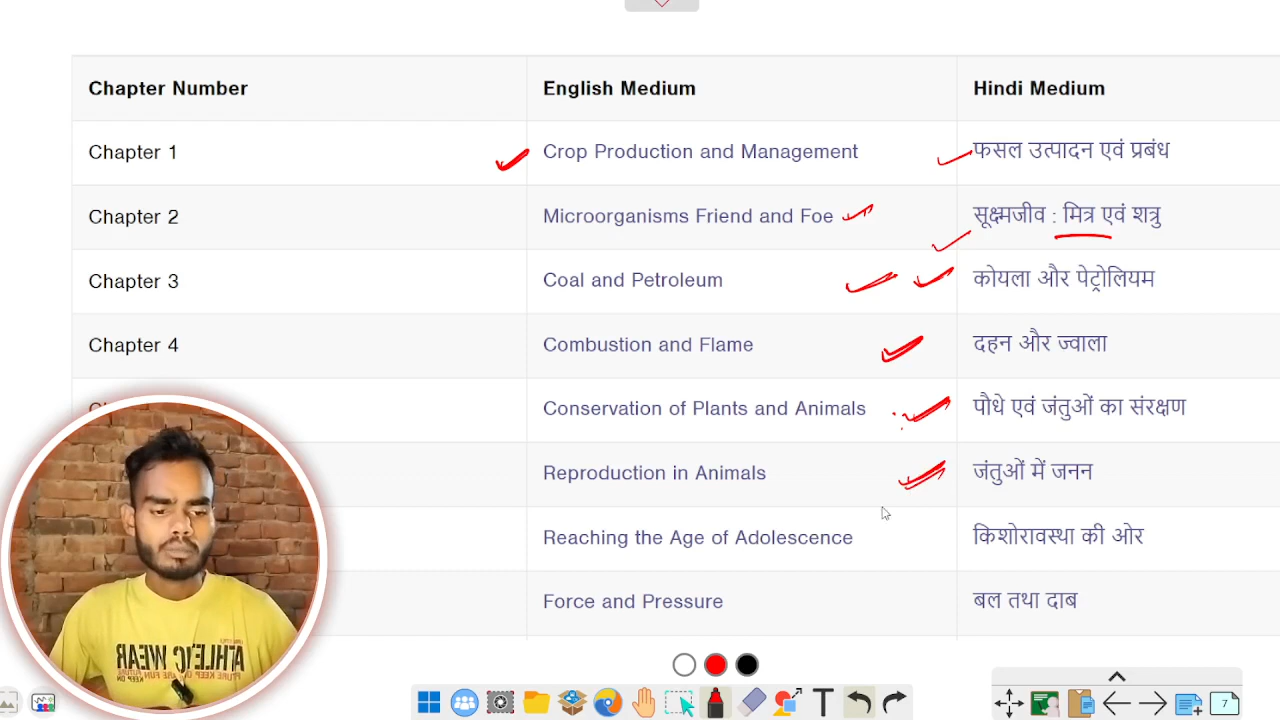 Chapter Number English Medium Hindi Medium
Chapter 1 Crop Production and Management फसल उत्पादन एवं प्रबंध
Chapter 2 Microorganisms Friend and Foe सूक्ष्मजीव : मित्र एवं शत्रु
Chapter 3 Coal and Petroleum कोयला और पेट्रोलियम
Chapter 4 Combustion and Flame दहन और ज्वाला
Conservation of Plants and Animals पौधे एवं जंतुओं का संरक्षण
Reproduction in Animals जंतुओं में जनन
Reaching the Age of Adolescence किशोरावस्था की ओर
Force and Pressure बल तथा दाब
ATHLETIC WEAR
7